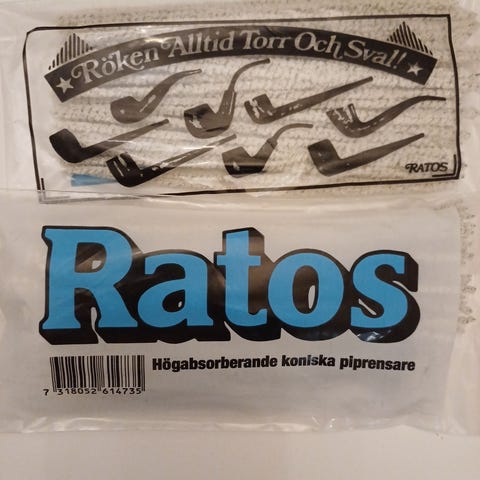 Röken Alltid Torr Och Sval!
RATOS
Ratos
Högabsorberande koniska piprensare
7 318052 614735